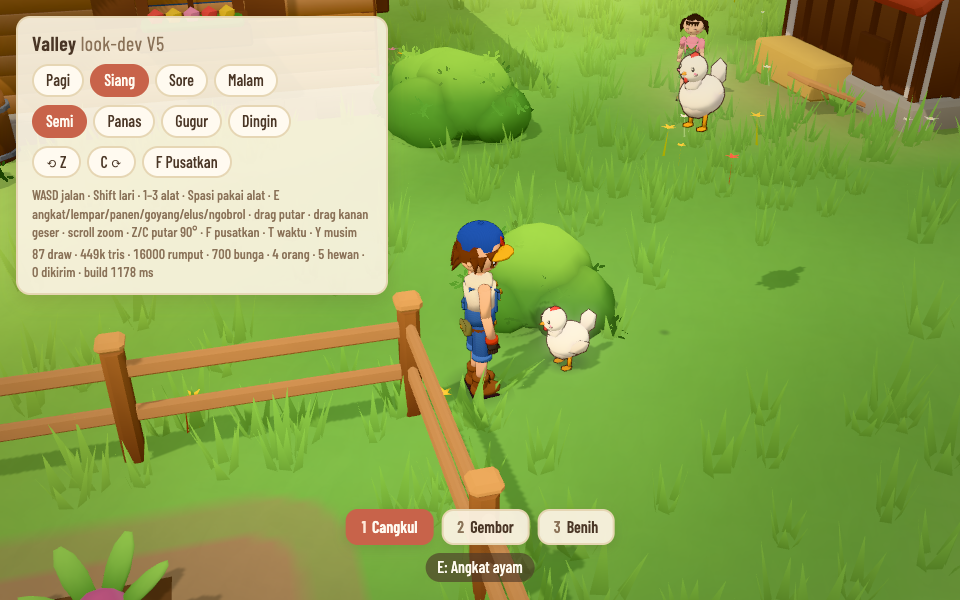 Valley look-dev V5
Pagi Siang Sore Malam
Semi Panas Gugur Dingin
⟲ Z C ⟳ F Pusatkan
WASD jalan · Shift lari · 1–3 alat · Spasi pakai alat · E
angkat/lempar/panen/goyang/elus/ngobrol · drag putar · drag kanan
geser · scroll zoom · Z/C putar 90° · F pusatkan · T waktu · Y musim
87 draw · 449k tris · 16000 rumput · 700 bunga · 4 orang · 5 hewan ·
0 dikirim · build 1178 ms
1 Cangkul 2 Gembor 3 Benih
E: Angkat ayam